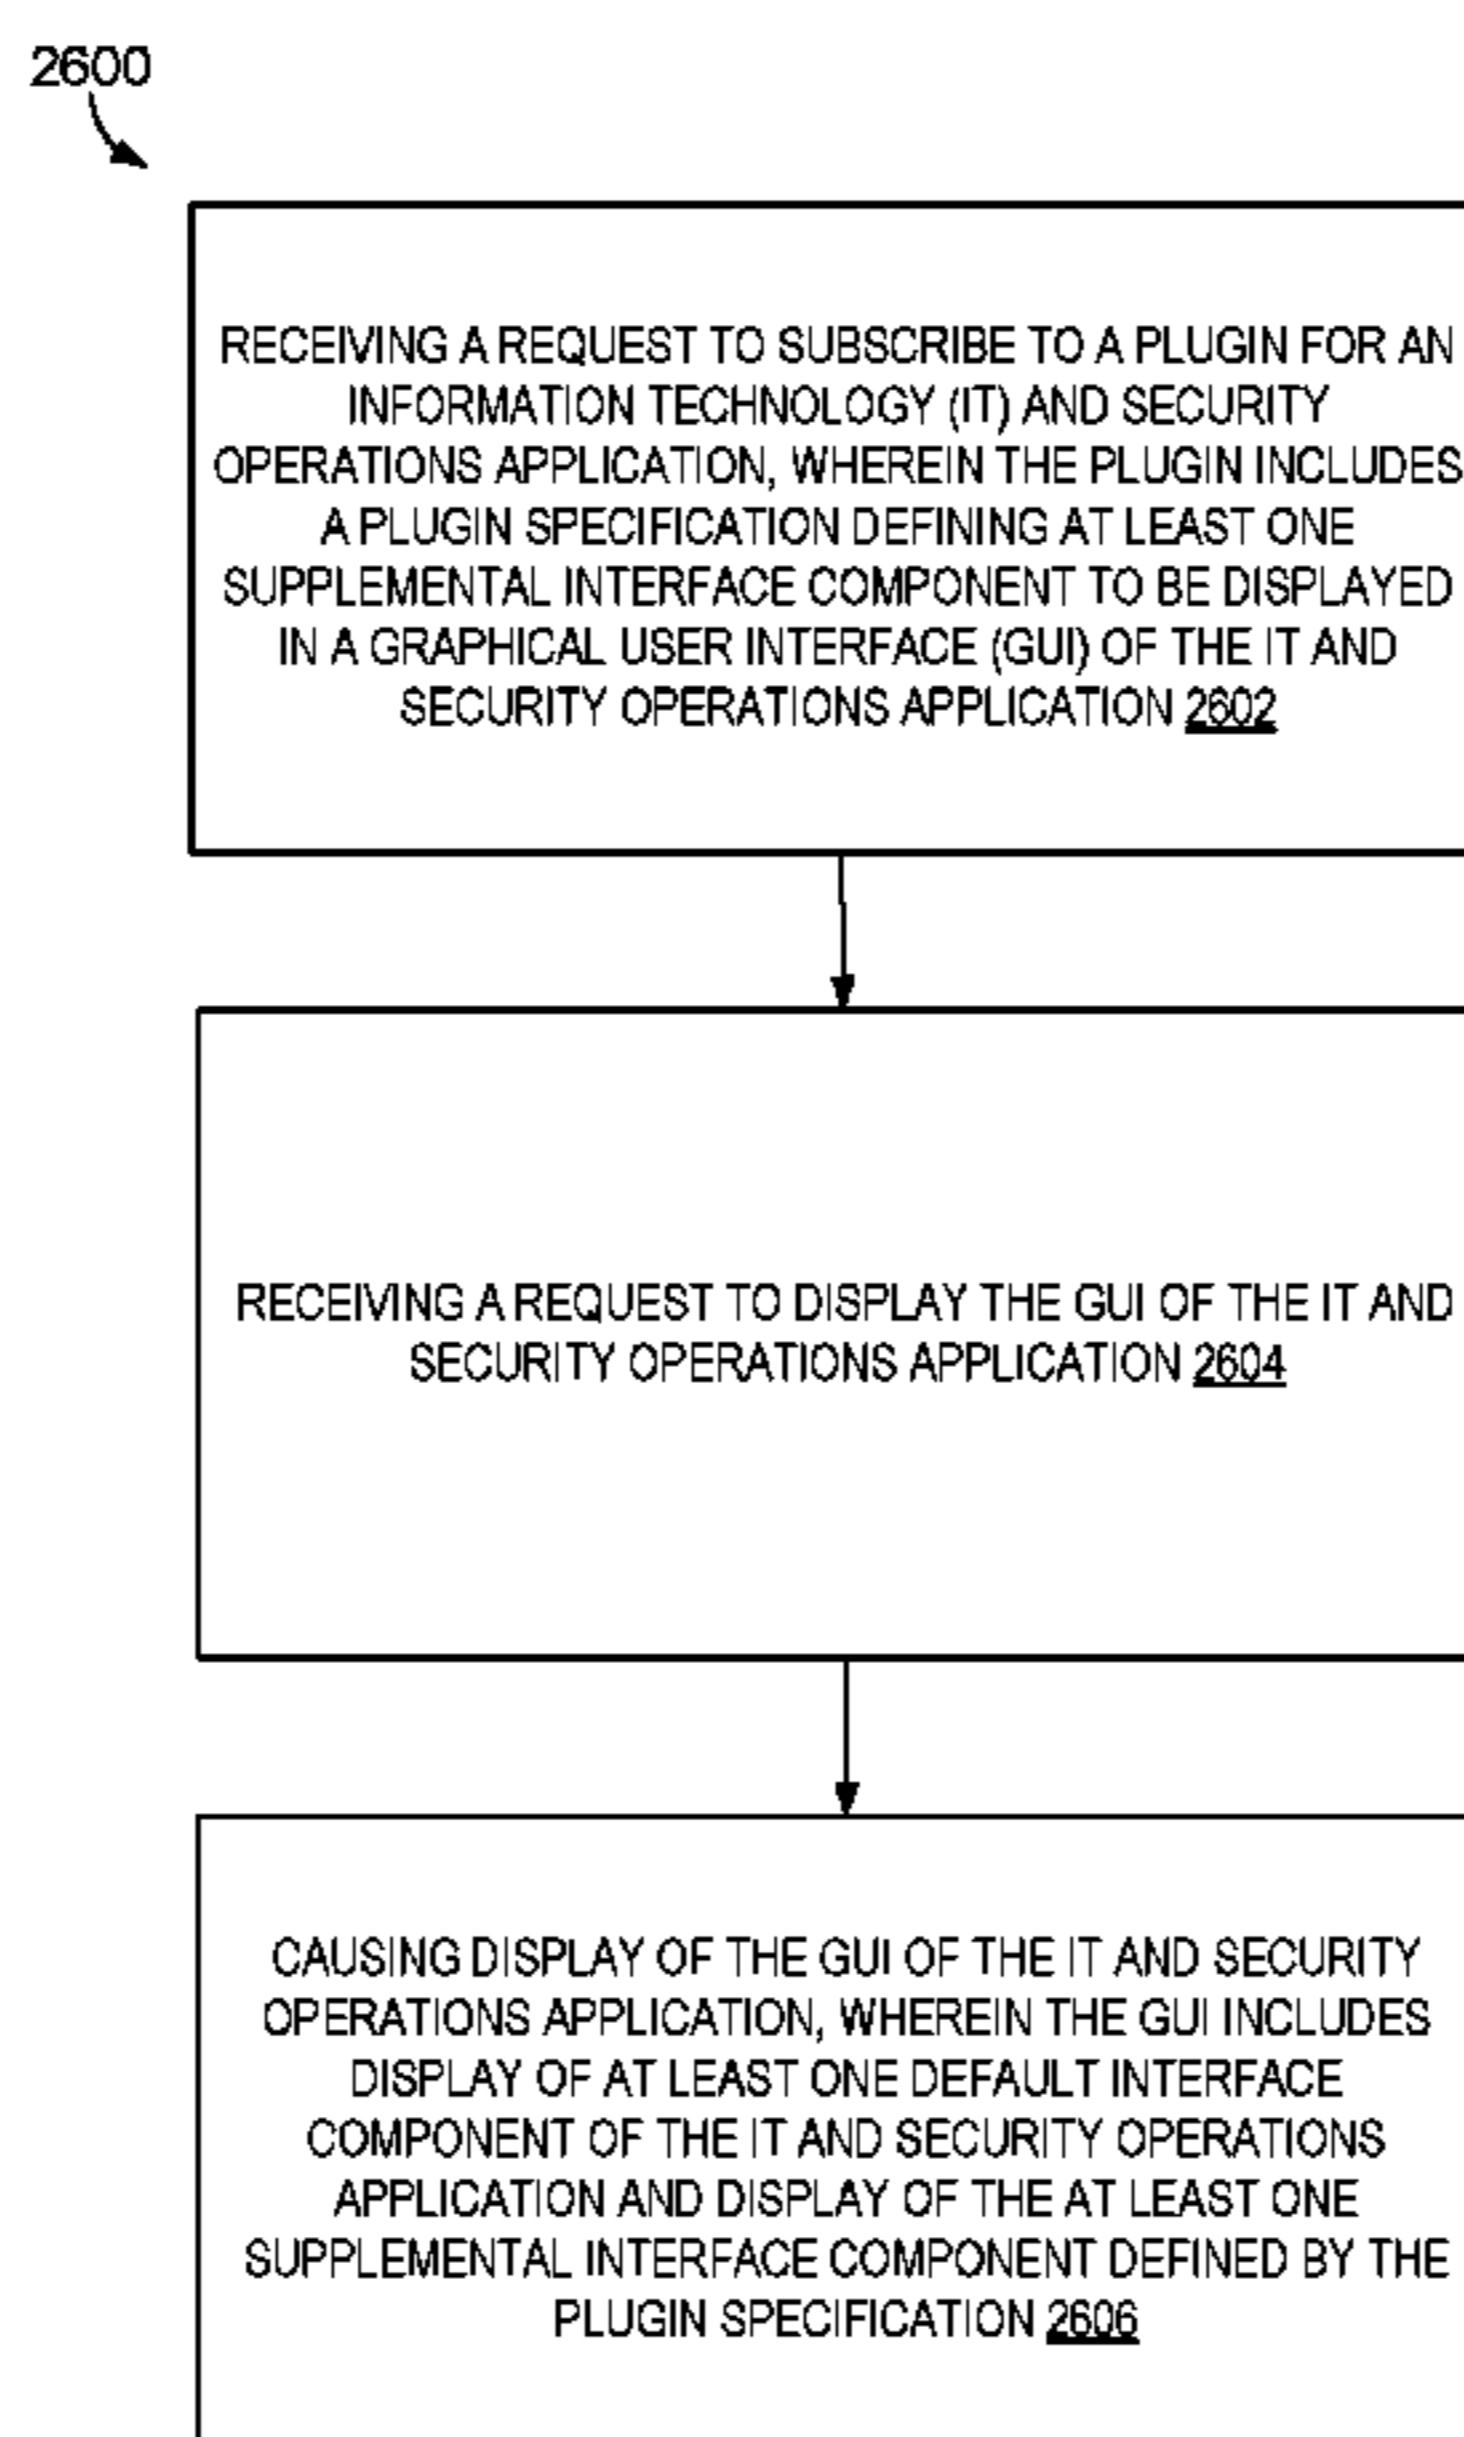 2600
RECEIVING A REQUEST TO SUBSCRIBE TO A PLUGIN FOR AN
INFORMATION TECHNOLOGY (IT) AND SECURITY
OPERATIONS APPLICATION, WHEREIN THE PLUGIN INCLUDES
A PLUGIN SPECIFICATION DEFINING AT LEAST ONE
SUPPLEMENTAL INTERFACE COMPONENT TO BE DISPLAYED
IN A GRAPHICAL USER INTERFACE (GUI) OF THE IT AND
SECURITY OPERATIONS APPLICATION 2602
RECEIVING A REQUEST TO DISPLAY THE GUI OF THE IT AND
SECURITY OPERATIONS APPLICATION 2604
CAUSING DISPLAY OF THE GUI OF THE IT AND SECURITY
OPERATIONS APPLICATION, WHEREIN THE GUI INCLUDES
DISPLAY OF AT LEAST ONE DEFAULT INTERFACE
COMPONENT OF THE IT AND SECURITY OPERATIONS
APPLICATION AND DISPLAY OF THE AT LEAST ONE
SUPPLEMENTAL INTERFACE COMPONENT DEFINED BY THE
PLUGIN SPECIFICATION 2606